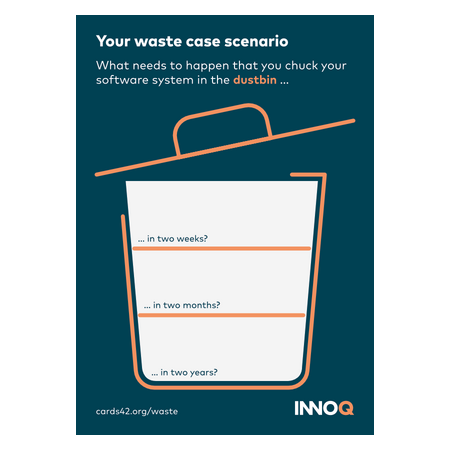 Your waste case scenario
What needs to happen that you chuck your
software system in the dustbin ...
... in two weeks?
... in two months?
... in two years?
cards42.org/waste
INNOQ